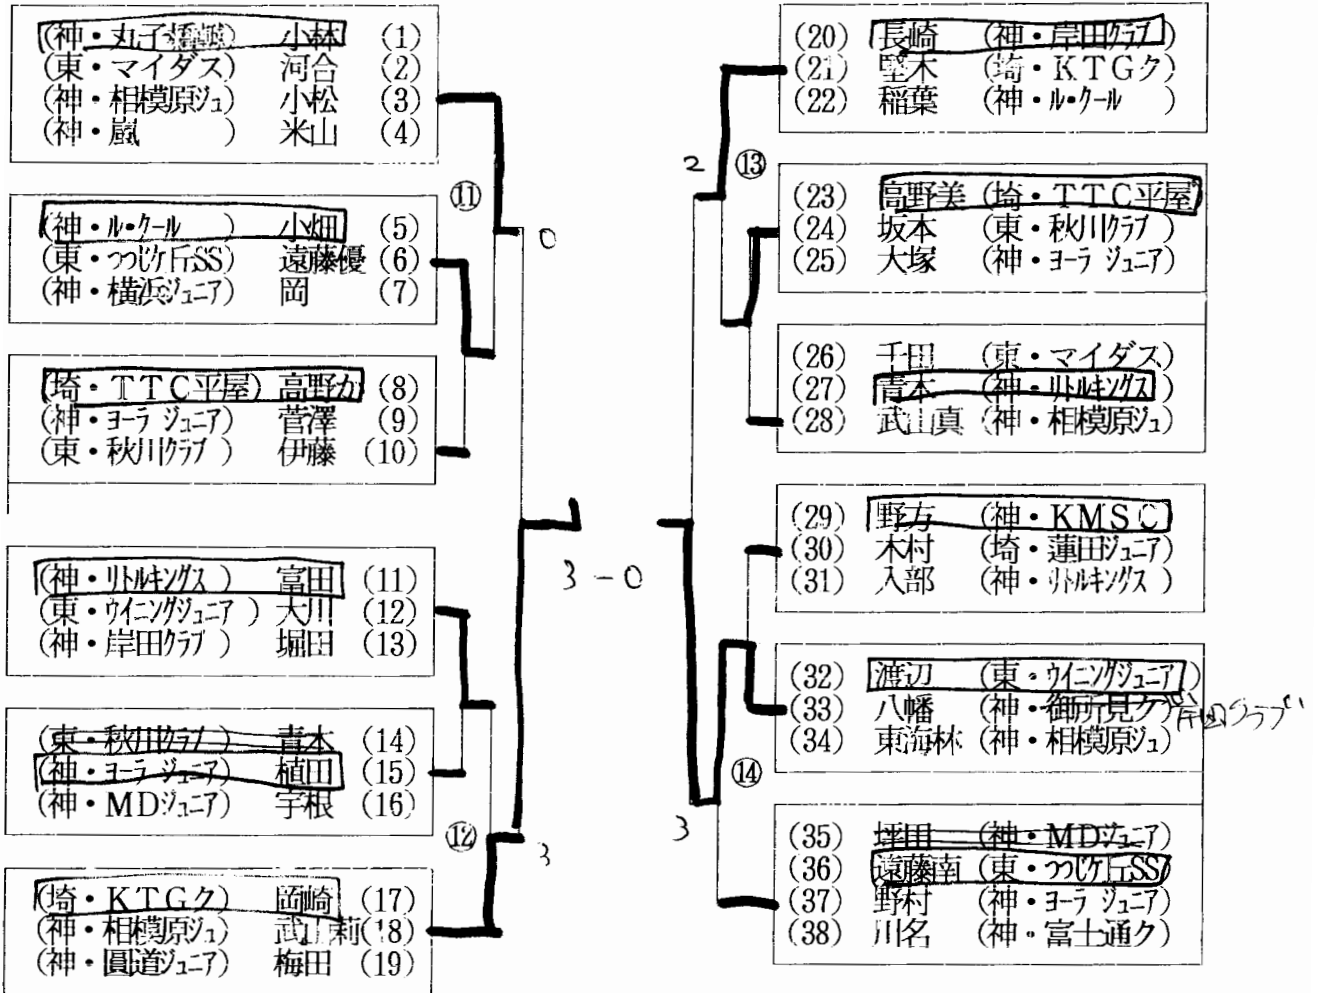 (神・丸子橋 小林 (1)
(東・マイダス) 河合 (2)
(神・相模原ジュ) 小松 (3)
(神・嵐 ) 米山 (4)
⑪
(神・ル・クール ) 小畑 (5)
(東・つつじケ丘SS) 遠藤優 (6)
(神・横浜ジュニア) 岡 (7)
0
(埼・TTC平屋) 高野か (8)
(神・ヨーラ ジュニア) 菅澤 (9)
(東・秋川クラブ ) 伊藤 (10)
(神・リトルキングス ) 富田 (11)
(東・ウイニングジュニア ) 大川 (12)
(神・岸田クラブ ) 堀田 (13)
(東・秋川クラブ ) 青木 (14)
(神・ヨーラ ジュニア) 植田 (15)
(神・MDジュニア) 宇根 (16)
⑫
3
(埼・KTGク) 岡崎 (17)
(神・相模原ジュ) 武山莉(18)
(神・圓道ジュニア) 梅田 (19)
3-0
(20) 長崎 (神・岸田クラブ )
(21) 堅木 (埼・KTGク)
(22) 稲葉 (神・ル・クール )
2 ⑬
(23) 高野美 (埼・TTC平屋)
(24) 坂本 (東・秋川クラブ )
(25) 大塚 (神・ヨーラ ジュニア)
(26) 千田 (東・マイダス)
(27) 青木 (神・リトルキングス )
(28) 武山真 (神・相模原ジュ)
(29) 野方 (神・KMSC)
(30) 木村 (埼・蓮田ジュニア)
(31) 入部 (神・リトルキングス )
(32) 渡辺 (東・ウイニングジュニア )
(33) 八幡 (神・御所見ク) 岸田クラブ
(34) 東海林 (神・相模原ジュ)
⑭
3
(35) 坪田 (神・MDジュニア)
(36) 遠藤南 (東・つつじケ丘SS)
(37) 野村 (神・ヨーラ ジュニア)
(38) 川名 (神・富士通ク)